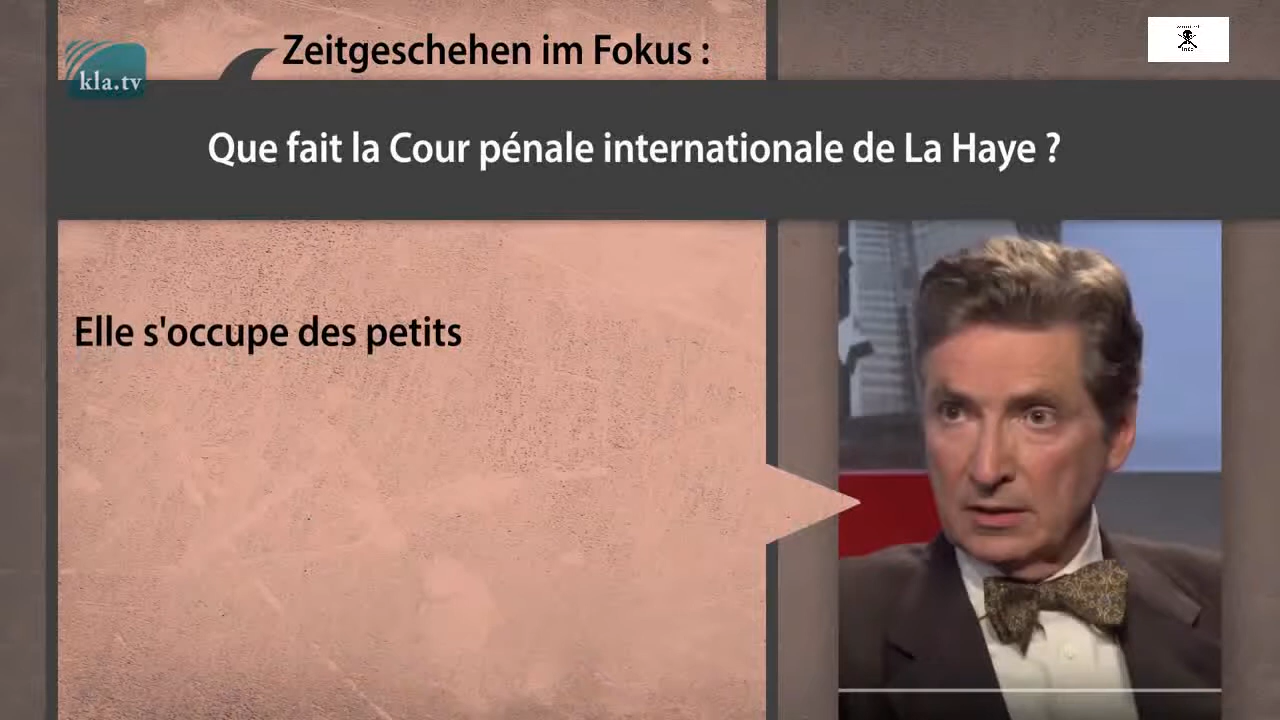 Zeitgeschehen im Fokus :
kla.tv
Que fait la Cour pénale internationale de La Haye ?
Elle s'occupe des petits